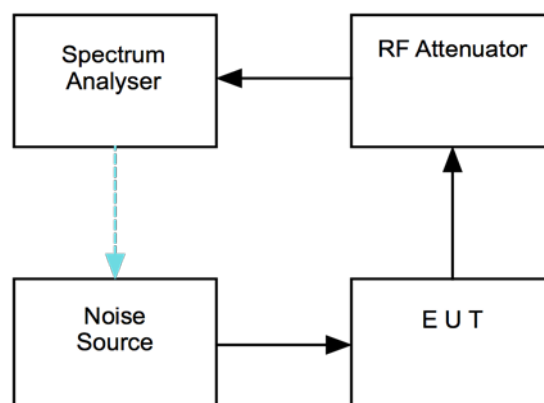 Spectrum
Analyser
RF Attenuator
Noise
Source
E U T